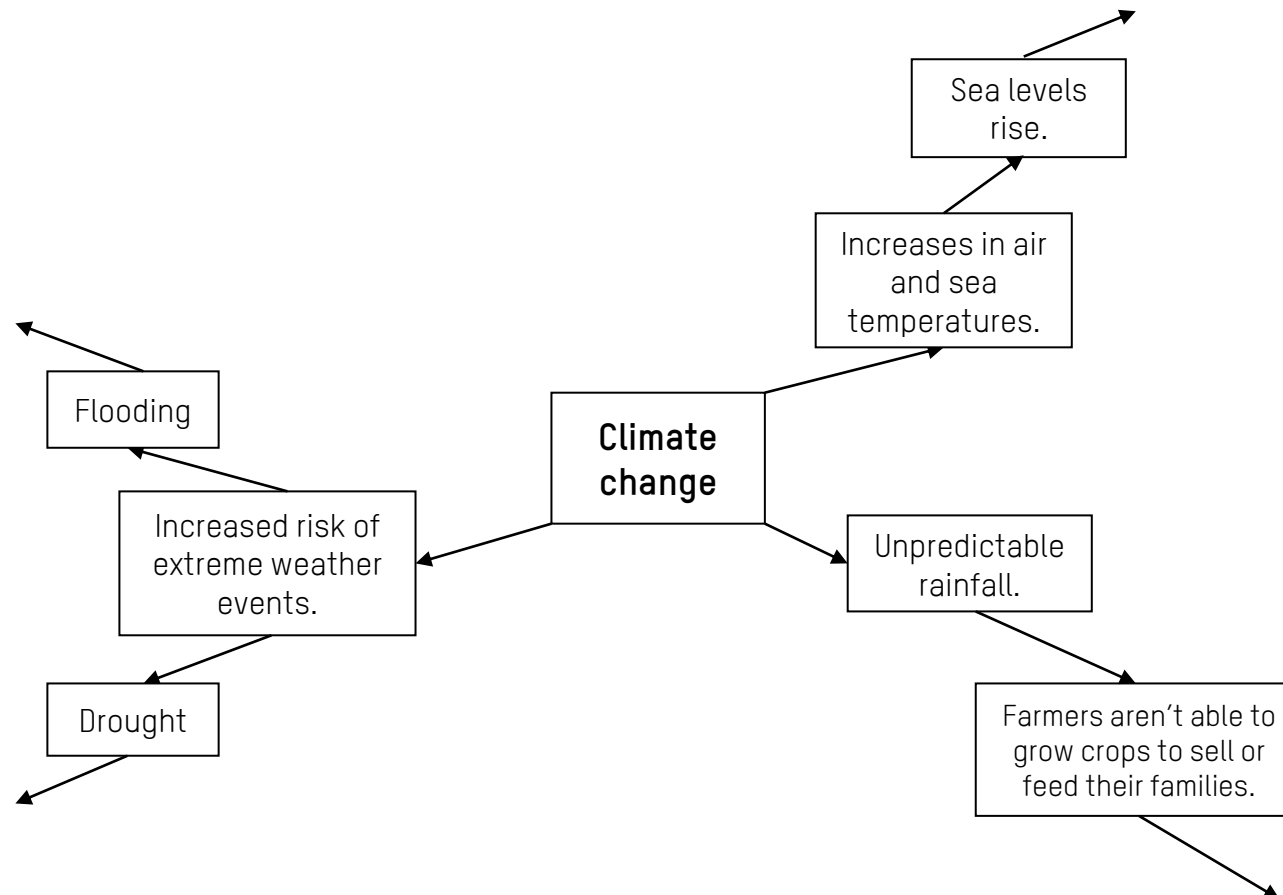 Sea levels
rise.
Increases in air
and sea
temperatures.
Flooding
Climate
change
Increased risk of
extreme weather
events.
Unpredictable
rainfall.
Drought
Farmers aren't able to
grow crops to sell or
feed their families.